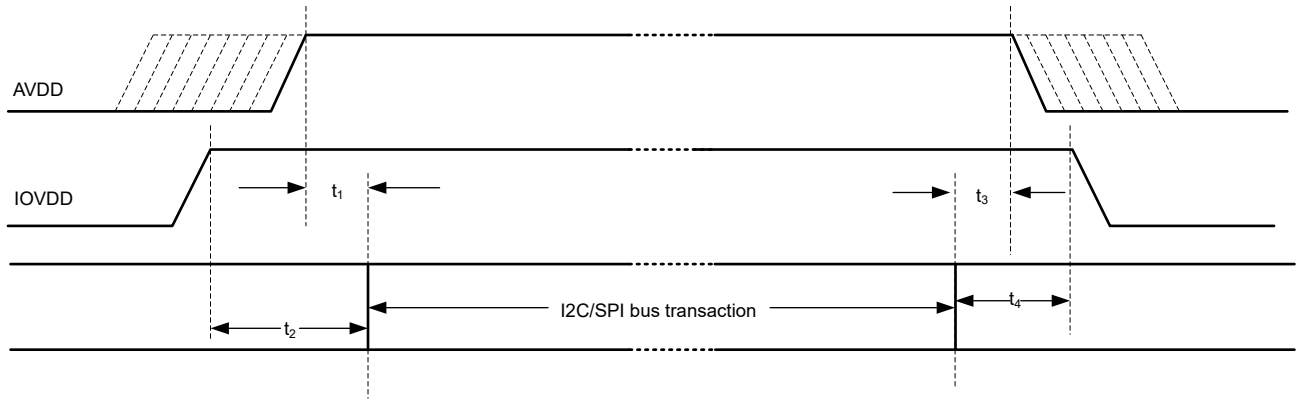 AVDD
IOVDD
t1
t3
I2C/SPI bus transaction
t4
t2